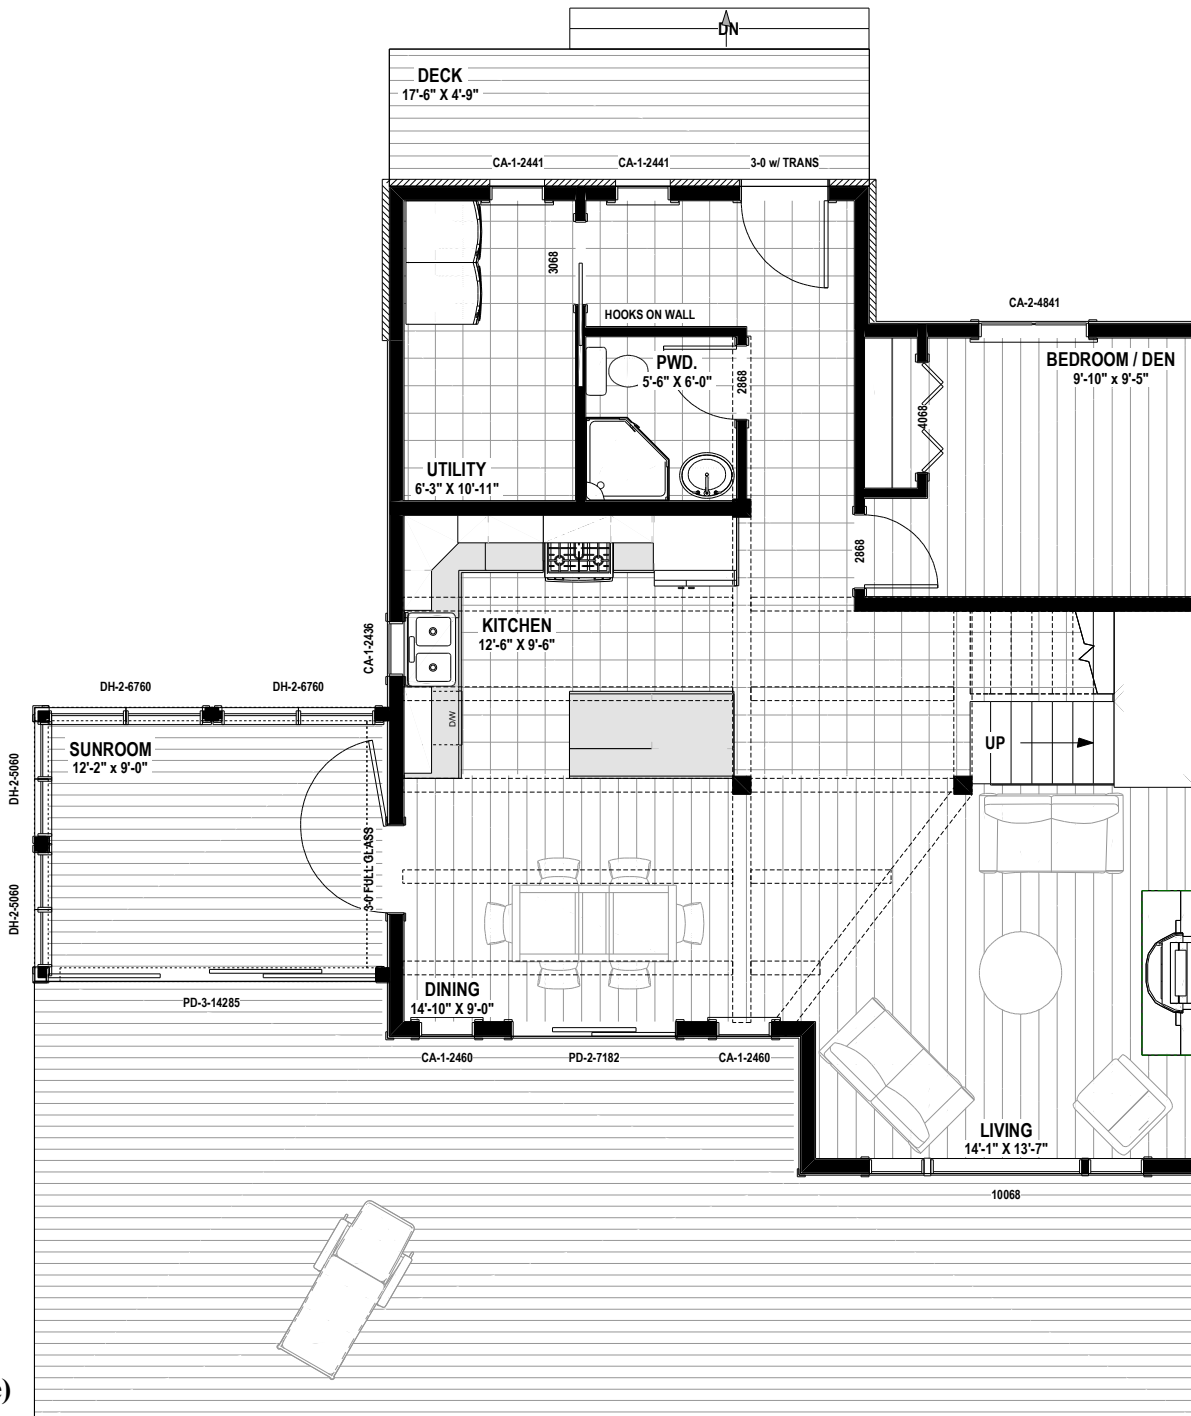 DN
DECK
17'-6" X 4'-9"
CA-1-2441
CA-1-2441
3-0 w/ TRANS
3068
HOOKS ON WALL
CA-2-4841
PWD.
5'-6" X 6'-0"
2868
BEDROOM / DEN
9'-10" x 9'-5"
4068
UTILITY
6'-3" X 10'-11"
2868
KITCHEN
12'-6" X 9'-6"
CA-1-2436
DH-2-6760
DH-2-6760
D/W
SUNROOM
12'-2" x 9'-0"
UP
DH-2-5060
3-0 FULL GLASS
DH-2-5060
DINING
14'-10" X 9'-0"
PD-3-14285
CA-1-2460
PD-2-7182
CA-1-2460
LIVING
14'-1" X 13'-7"
10068